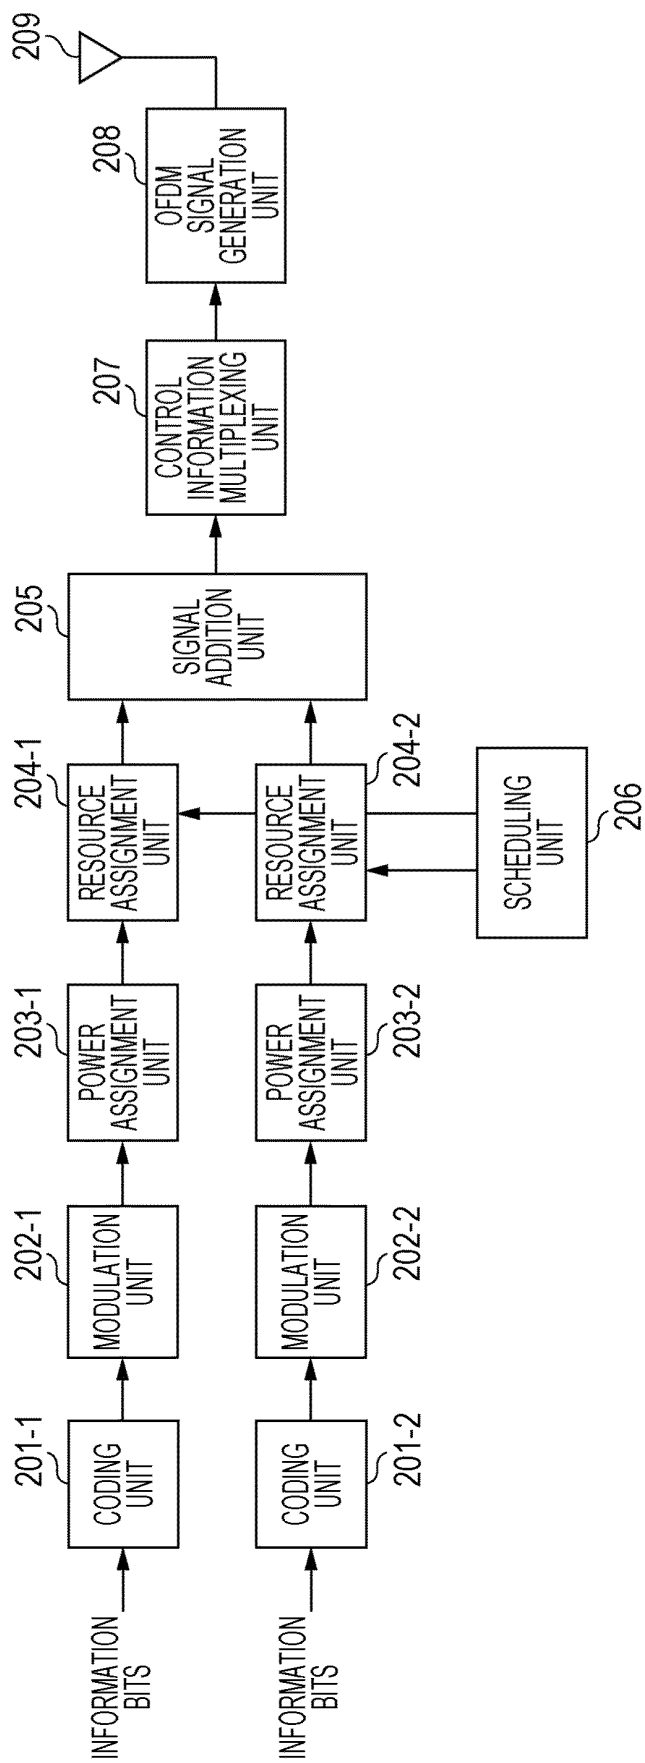 INFORMATION
BITS
201-1
CODING
UNIT
202-1
MODULATION
UNIT
203-1
POWER
ASSIGNMENT
UNIT
204-1
RESOURCE
ASSIGNMENT
UNIT
INFORMATION
BITS
CODING
UNIT
201-2
MODULATION
UNIT
202-2
POWER
ASSIGNMENT
UNIT
203-2
RESOURCE
ASSIGNMENT
UNIT
204-2
SCHEDULING
UNIT
206
205
SIGNAL
ADDITION
UNIT
207
CONTROL
INFORMATION
MULTIPLEXING
UNIT
208
OFDM
SIGNAL
GENERATION
UNIT
209